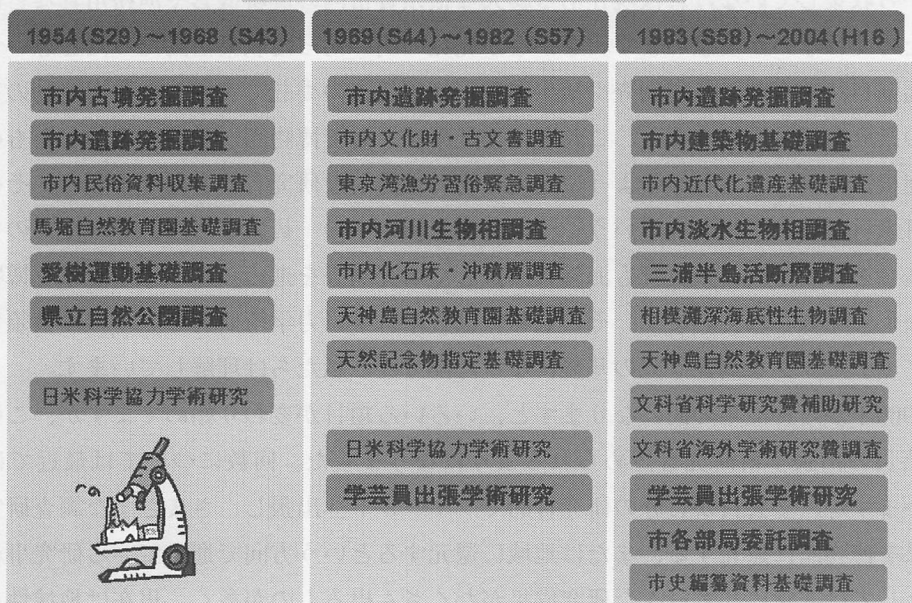 1954(S29)～1968 (S43)
市内古墳発掘調査
市内遺跡発掘調査
市内民俗資料収集調査
馬堀自然教育園基礎調査
愛樹運動基礎調査
県立自然公園調査
日米科学協力学術研究
1969(S44)～1982 (S57)
市内遺跡発掘調査
市内文化財・古文書調査
東京湾漁労習俗緊急調査
市内河川生物相調査
市内化石床・沖積層調査
天神島自然教育園基礎調査
天然記念物指定基礎調査
日米科学協力学術研究
学芸員出張学術研究
1983(S58)～2004(H16 )
市内遺跡発掘調査
市内建築物基礎調査
市内近代化遺産基礎調査
市内淡水生物相調査
三浦半島活断層調査
相模灘深海底性生物調査
天神島自然教育園基礎調査
文科省科学研究費補助研究
文科省海外学術研究費調査
学芸員出張学術研究
市各部局委託調査
市史編纂資料基礎調査